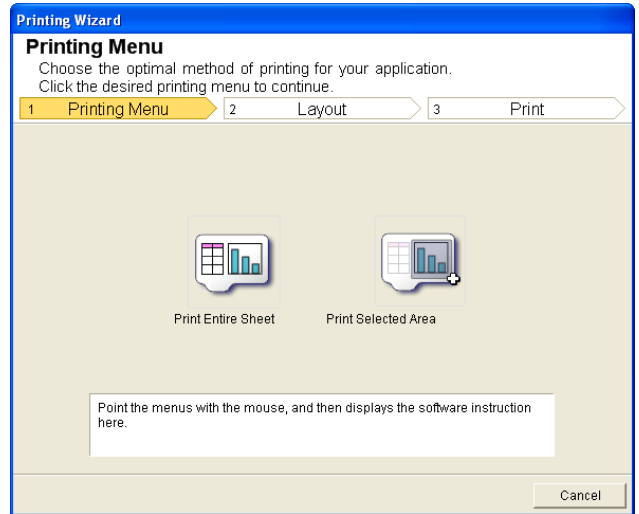 Printing Wizard
Printing Menu
Choose the optimal method of printing for your application.
Click the desired printing menu to continue.
1 Printing Menu 2 Layout 3 Print
Print Entire Sheet Print Selected Area
Point the menus with the mouse, and then displays the software instruction
here.
Cancel